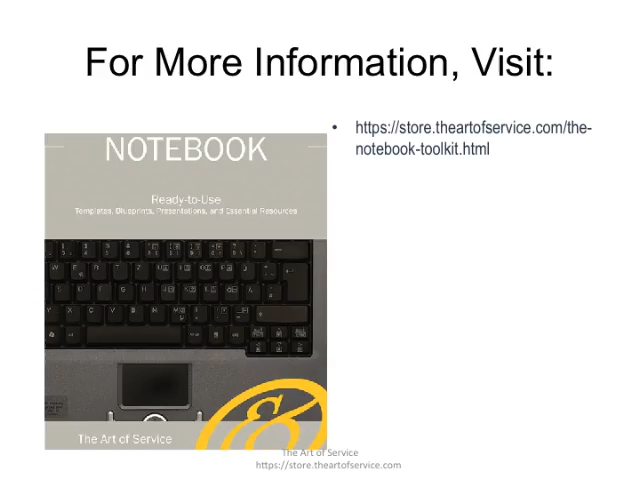 For More Information, Visit:
• https://store.theartofservice.com/the-
notebook-toolkit.html
NOTEBOOK
Ready-to-Use
Templates, Blueprints, Presentations, and Essential Resources
The Art of Service
The Art of Service
https://store.theartofservice.com